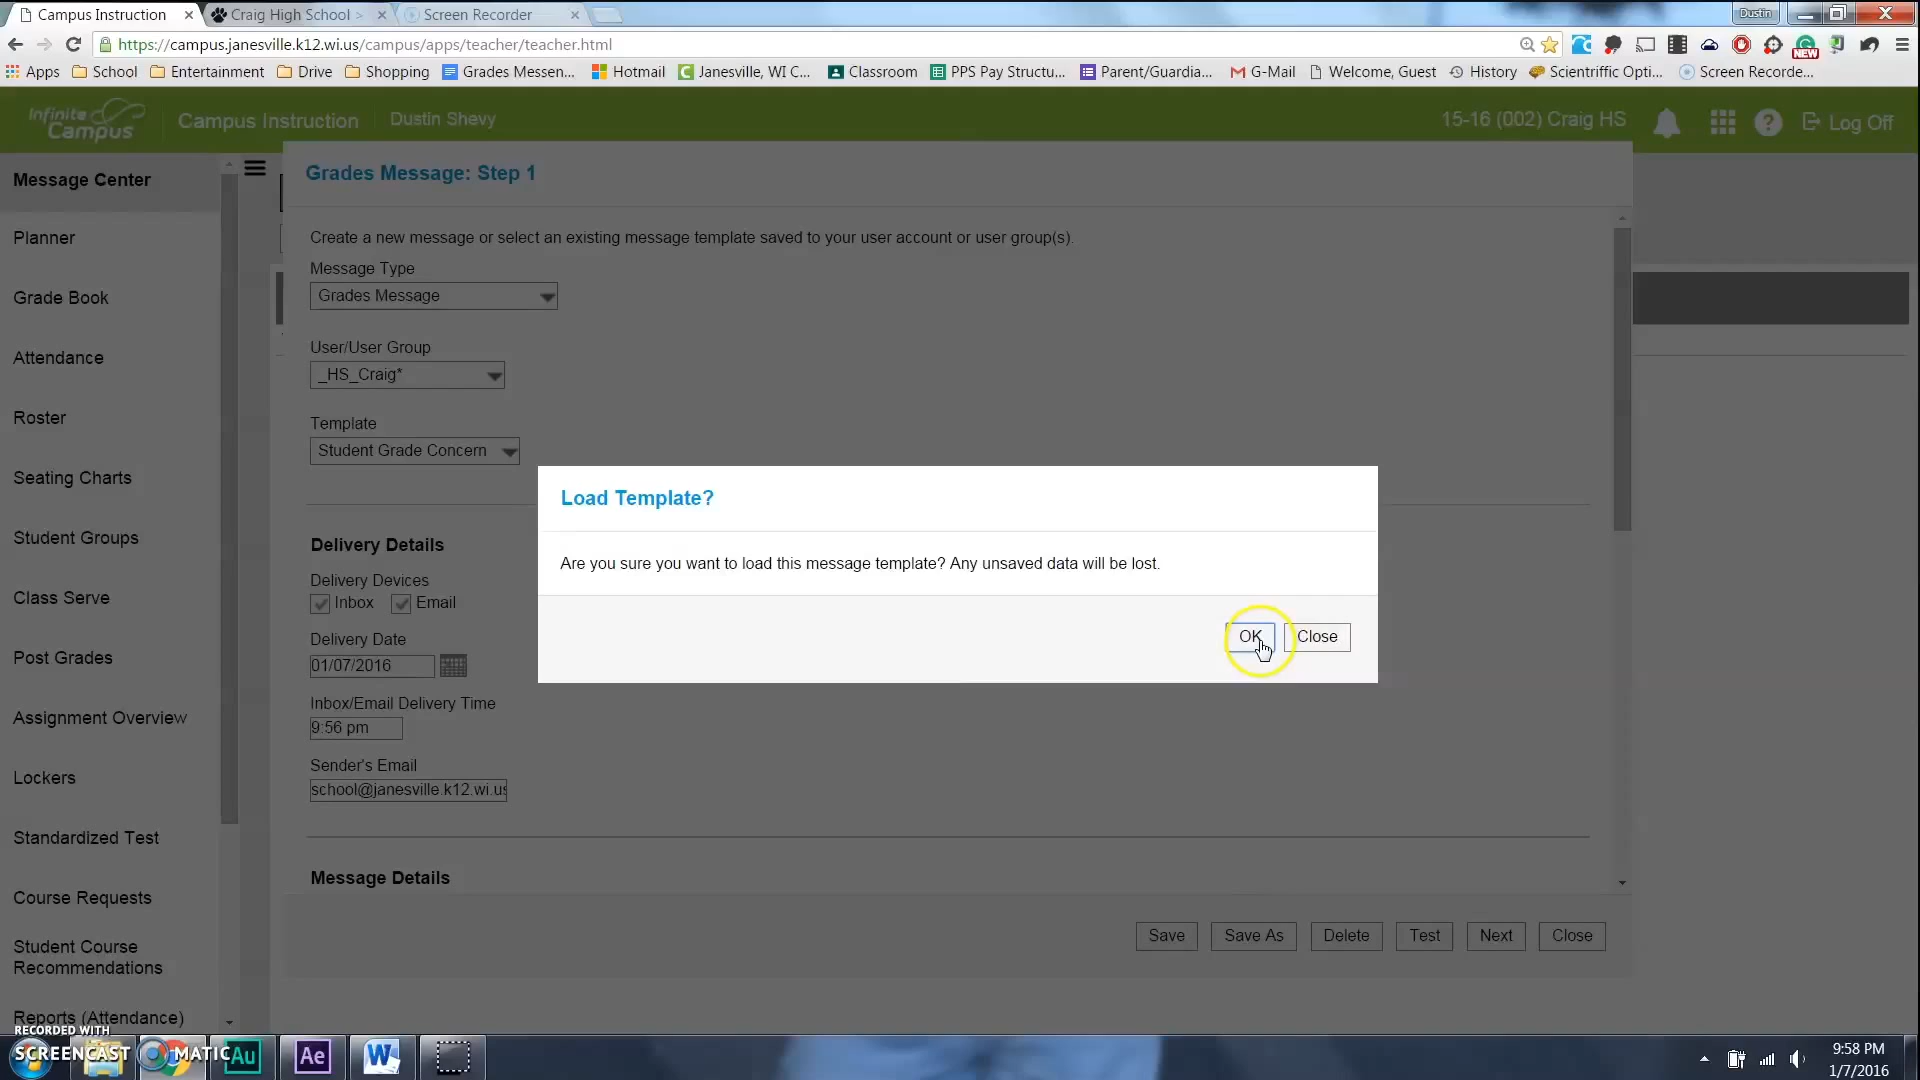 Campus Instruction
Craig High School >
Screen Recorder
Dustin
https://campus.janesville.k12.wi.us/campus/apps/teacher/teacher.html
NEW
Apps School Entertainment Drive Shopping Grades Messen... Hotmail Janesville, WI C... Classroom PPS Pay Structu... Parent/Guardia... G-Mail Welcome, Guest History Scientriffic Opti... Screen Recorde...
Infinite Campus
Campus Instruction
Dustin Shevy
15-16 (002) Craig HS
? Log Off
Message Center
Planner
Grade Book
Attendance
Roster
Seating Charts
Student Groups
Class Serve
Post Grades
Assignment Overview
Lockers
Standardized Test
Course Requests
Student Course
Recommendations
Reports (Attendance)
Grades Message: Step 1
Create a new message or select an existing message template saved to your user account or user group(s).
Message Type
Grades Message
User/User Group
_HS_Craig*
Template
Student Grade Concern
Delivery Details
Delivery Devices
Inbox Email
Delivery Date
01/07/2016
Inbox/Email Delivery Time
9:56 pm
Sender's Email
school@janesville.k12.wi.us
Message Details
Save Save As Delete Test Next Close
Load Template?
Are you sure you want to load this message template? Any unsaved data will be lost.
OK Close
RECORDED WITH
SCREENCAST MATIC
Au
Ae
W
9:58 PM
1/7/2016